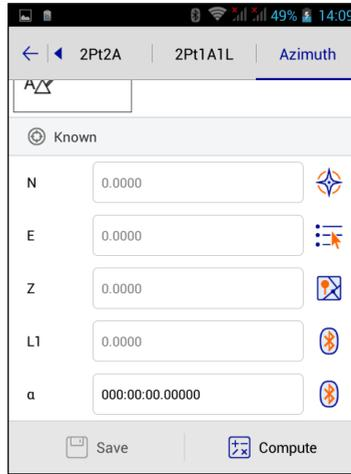 49% 14:09
2Pt2A 2Pt1A1L Azimuth
A
Known
N 0.0000
E 0.0000
Z 0.0000
L1 0.0000
α 000:00:00.00000
Save Compute